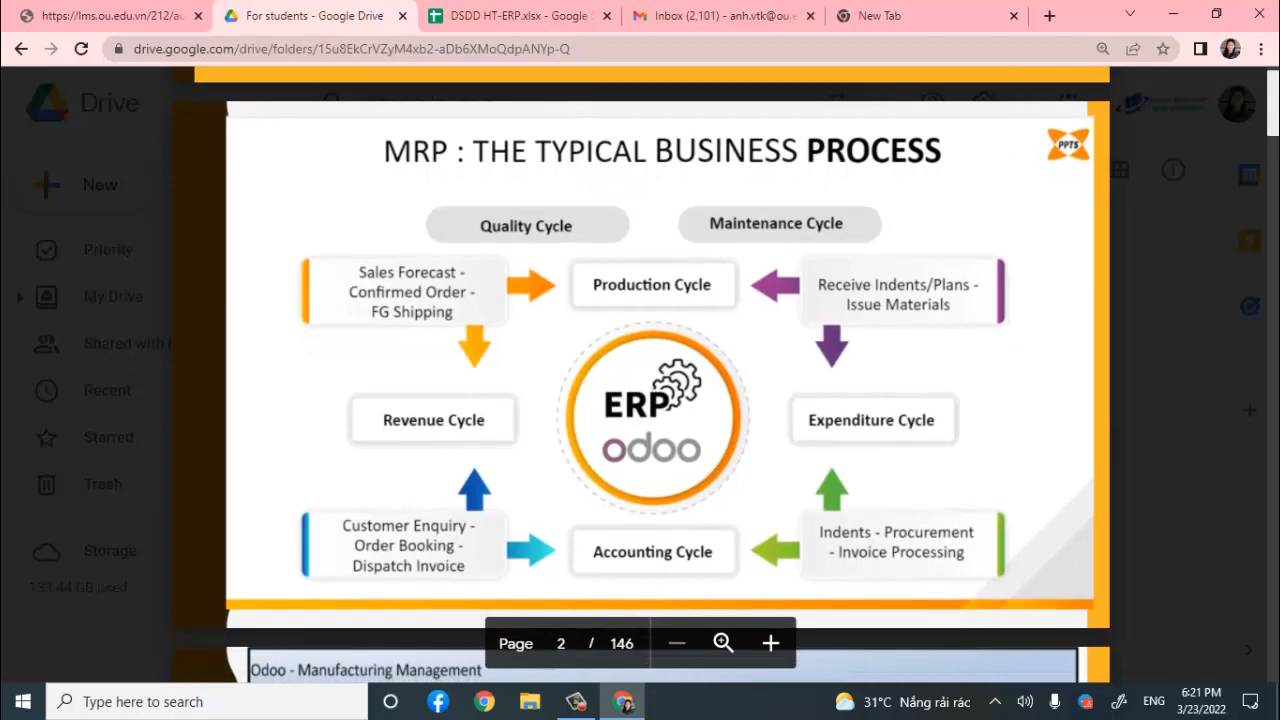 https://lms.ou.edu.vn/212/au
For students - Google Drive
DSDD HT-ERP.xlsx - Google S
Inbox (2,101) - anh.vtk@ou.e
New Tab
drive.google.com/drive/folders/15u8EkCrVZyM4xb2-aDb6XMoQdpANYp-Q
Drive
New
Priority
My Drive
Shared with
Recent
Starred
Trash
Storage
133.44 GB used
MRP : THE TYPICAL BUSINESS PROCESS
PPTS
Quality Cycle
Maintenance Cycle
Sales Forecast -
Confirmed Order -
FG Shipping
Production Cycle
Receive Indents/Plans -
Issue Materials
Revenue Cycle
ERP
odoo
Expenditure Cycle
Customer Enquiry -
Order Booking -
Dispatch Invoice
Accounting Cycle
Indents - Procurement
- Invoice Processing
Page 2 / 146
Odoo - Manufacturing Management
Type here to search
31°C Nắng rải rác
ENG
6:21 PM
3/23/2022